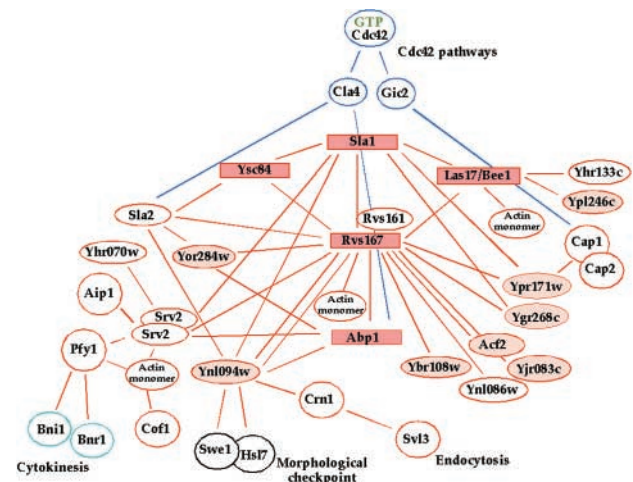 GTP
Cdc42
Cdc42 pathways
Cla4
Gic2
Sla1
Ysc84
Las17/Bee1
Yhr133c
Ypl246c
Sla2
Rvs161
Actin
monomer
Yhr070w
Yor284w
Rvs167
Cap1
Cap2
Aip1
Actin
monomer
Ypr171w
Srv2
Srv2
Ygr268c
Pfy1
Abp1
Acf2
Actin
monomer
Ynl094w
Ybr108w
Yjr083c
Ynl086w
Crn1
Bni1
Bnr1
Cof1
Swe1
Hsl7
Svl3
Cytokinesis
Morphological
checkpoint
Endocytosis